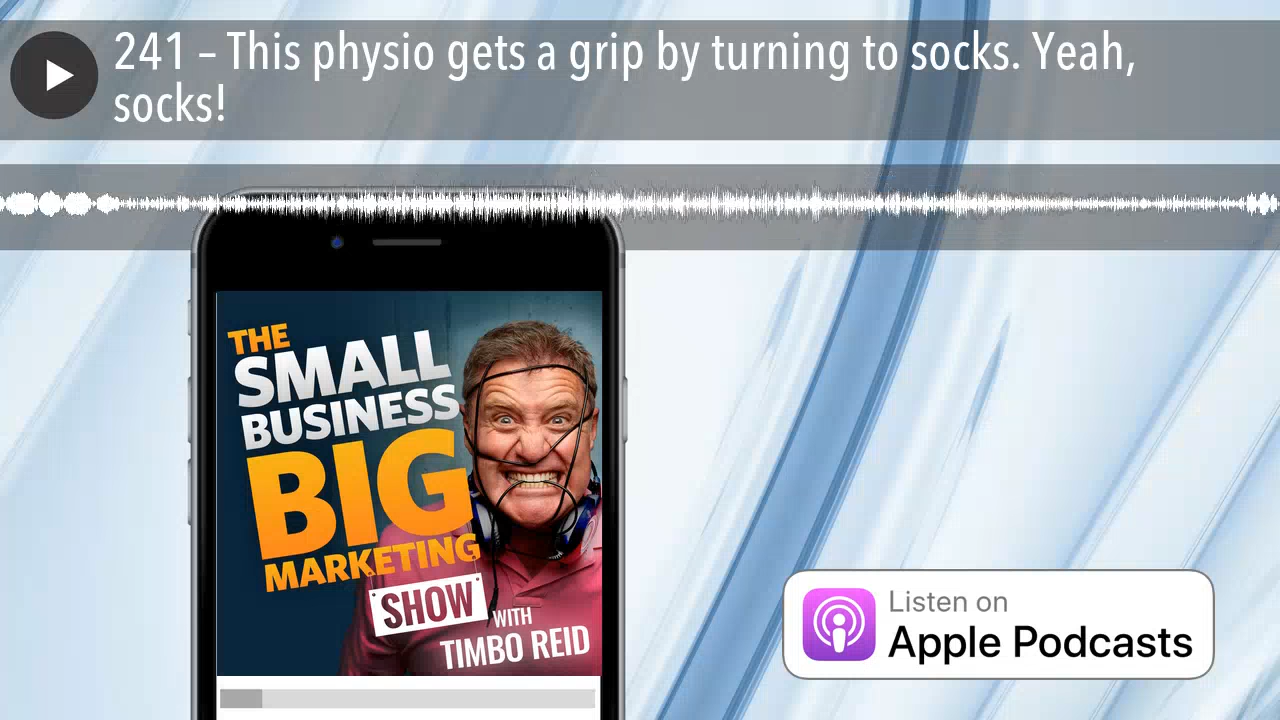 241 – This physio gets a grip by turning to socks. Yeah,
socks!
THE
SMALL
BUSINESS
BIG
MARKETING
SHOW
WITH
TIMBO REID
Listen on
Apple Podcasts